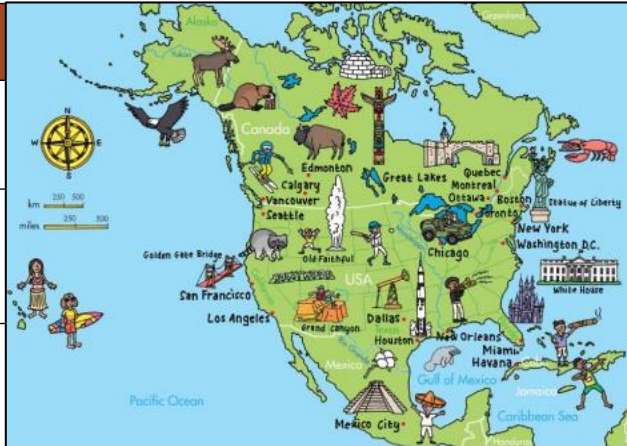 Greenland
Alaska
Yukon
N
W
E
S
Canada
km 250 500
miles 250 500
Edmonton
Calgary
Vancouver
Seattle
Great Lakes
Quebec
Montreal
Ottawa
Boston
Toronto
Statue of Liberty
New York
Washington D.C.
Chicago
Golden Gate Bridge
Old Faithful
USA
White House
San Francisco
Los Angeles
Grand Canyon
Dallas
Texas
Houston
New Orleans
Miami
Havana
Cuba
Rio Grande
Mexico
Gulf of Mexico
Jamaica
Pacific Ocean
Mexico City
Caribbean Sea
Honduras